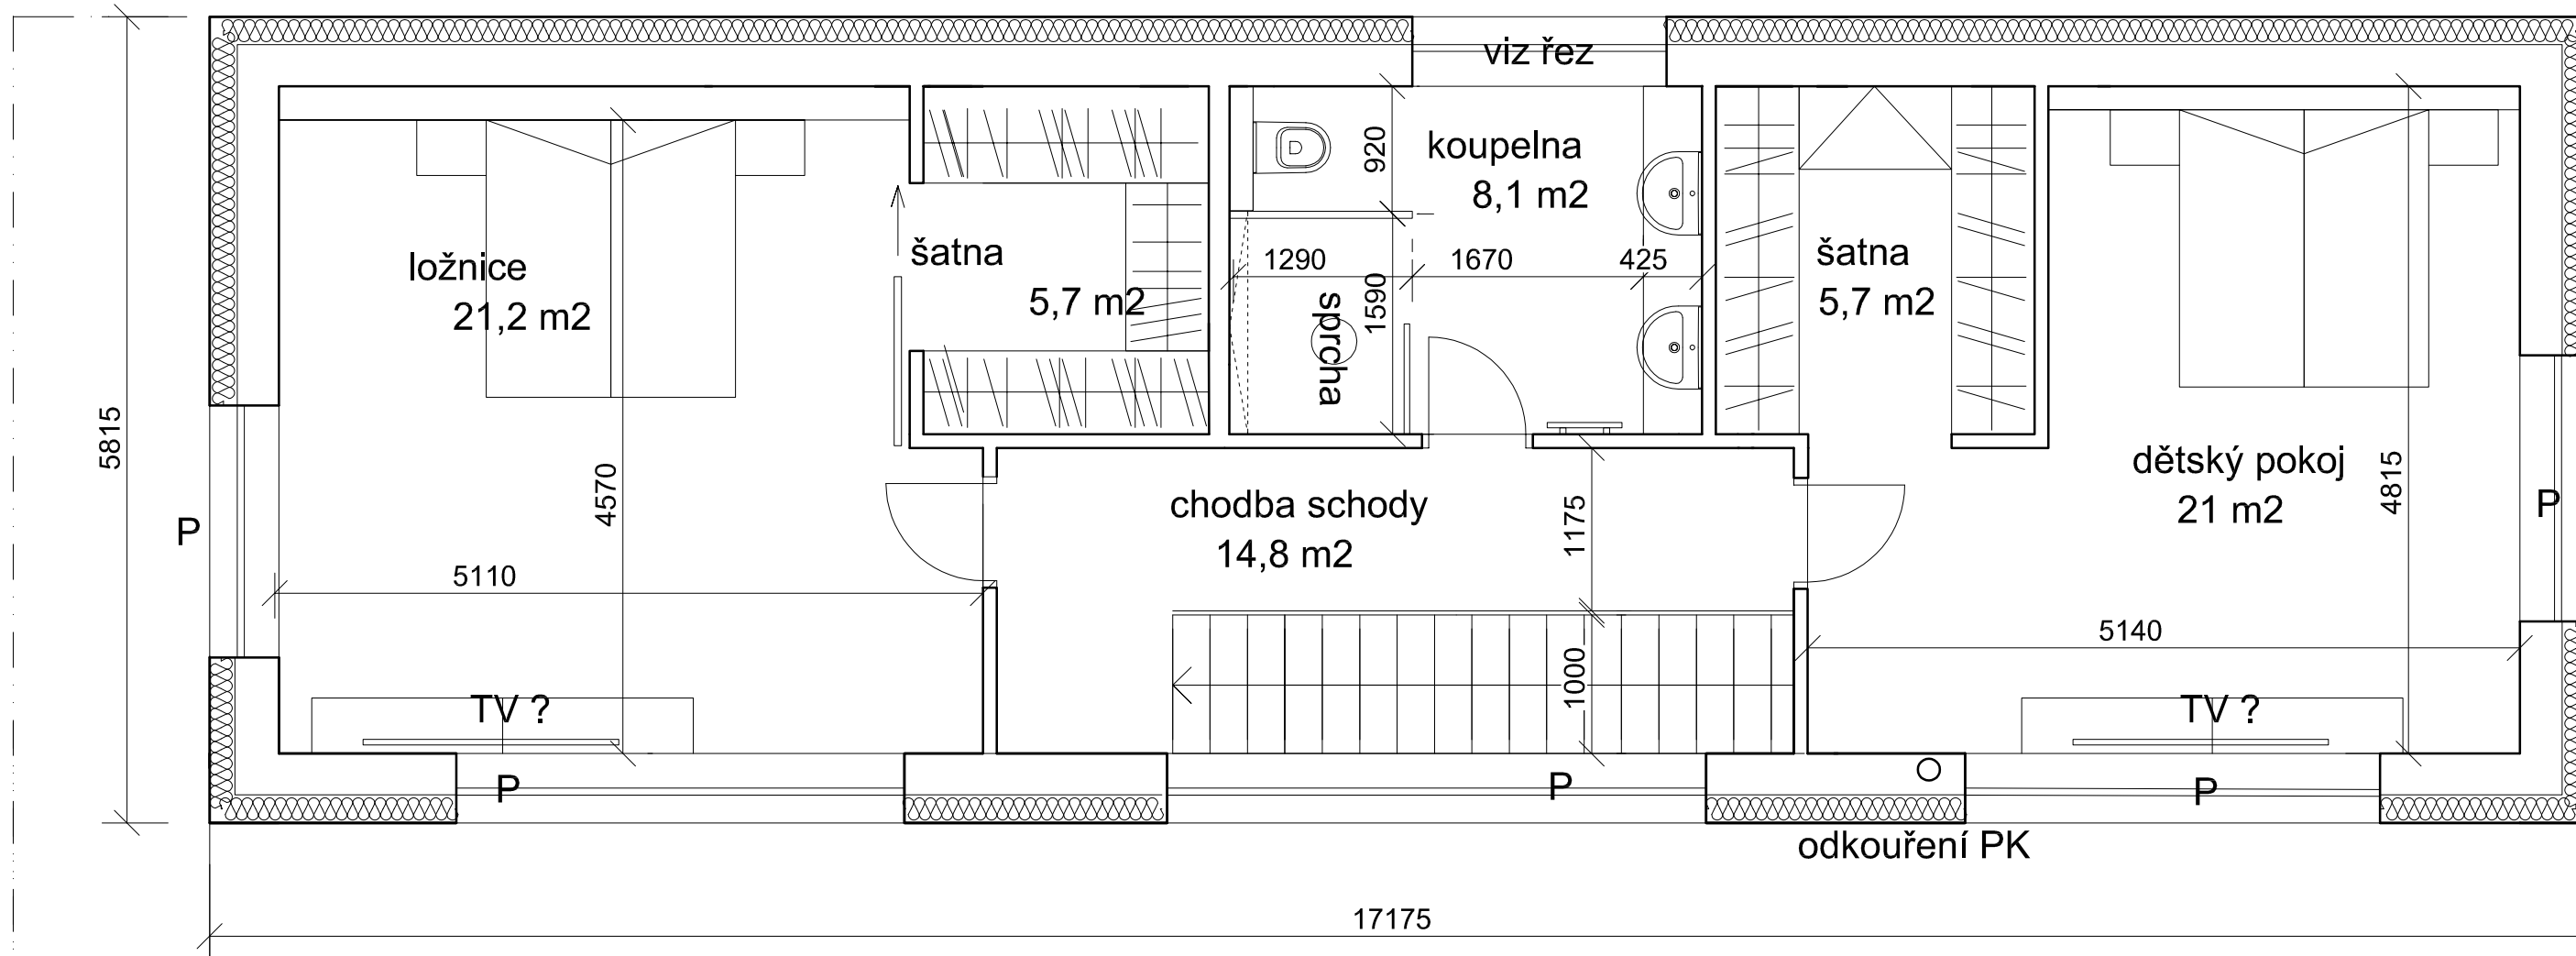 viz řez
koupelna
8,1 m2
920
ložnice
21,2 m2
šatna
5,7 m2
1290
1670
425
1590
sprcha
šatna
5,7 m2
5815
4570
dětský pokoj
21 m2
4815
P
P
chodba schody
14,8 m2
1175
5110
5140
1000
TV ?
TV ?
P
P
P
odkouření PK
17175